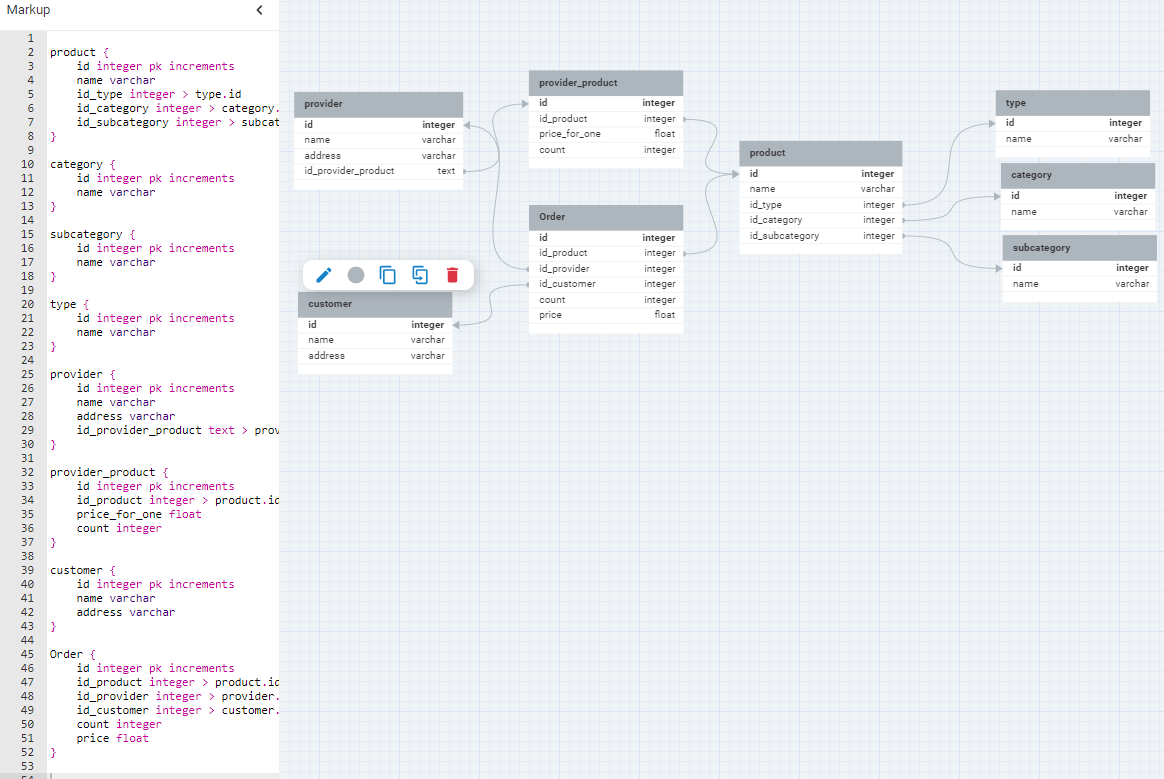 Markup
1
2 product {
3 id integer pk increments
4 name varchar
5 id_type integer > type.id
6 id_category integer > category.
7 id_subcategory integer > subcat
8 }
9
10 category {
11 id integer pk increments
12 name varchar
13 }
14
15 subcategory {
16 id integer pk increments
17 name varchar
18 }
19
20 type {
21 id integer pk increments
22 name varchar
23 }
24
25 provider {
26 id integer pk increments
27 name varchar
28 address varchar
29 id_provider_product text > prov
30 }
31
32 provider_product {
33 id integer pk increments
34 id_product integer > product.id
35 price_for_one float
36 count integer
37 }
38
39 customer {
40 id integer pk increments
41 name varchar
42 address varchar
43 }
44
45 Order {
46 id integer pk increments
47 id_product integer > product.id
48 id_provider integer > provider.
49 id_customer integer > customer.
50 count integer
51 price float
52 }
53
54
provider
id integer
name varchar
address varchar
id_provider_product text
provider_product
id integer
id_product integer
price_for_one float
count integer
Order
id integer
id_product integer
id_provider integer
id_customer integer
count integer
price float
customer
id integer
name varchar
address varchar
product
id integer
name varchar
id_type integer
id_category integer
id_subcategory integer
type
id integer
name varchar
category
id integer
name varchar
subcategory
id integer
name varchar